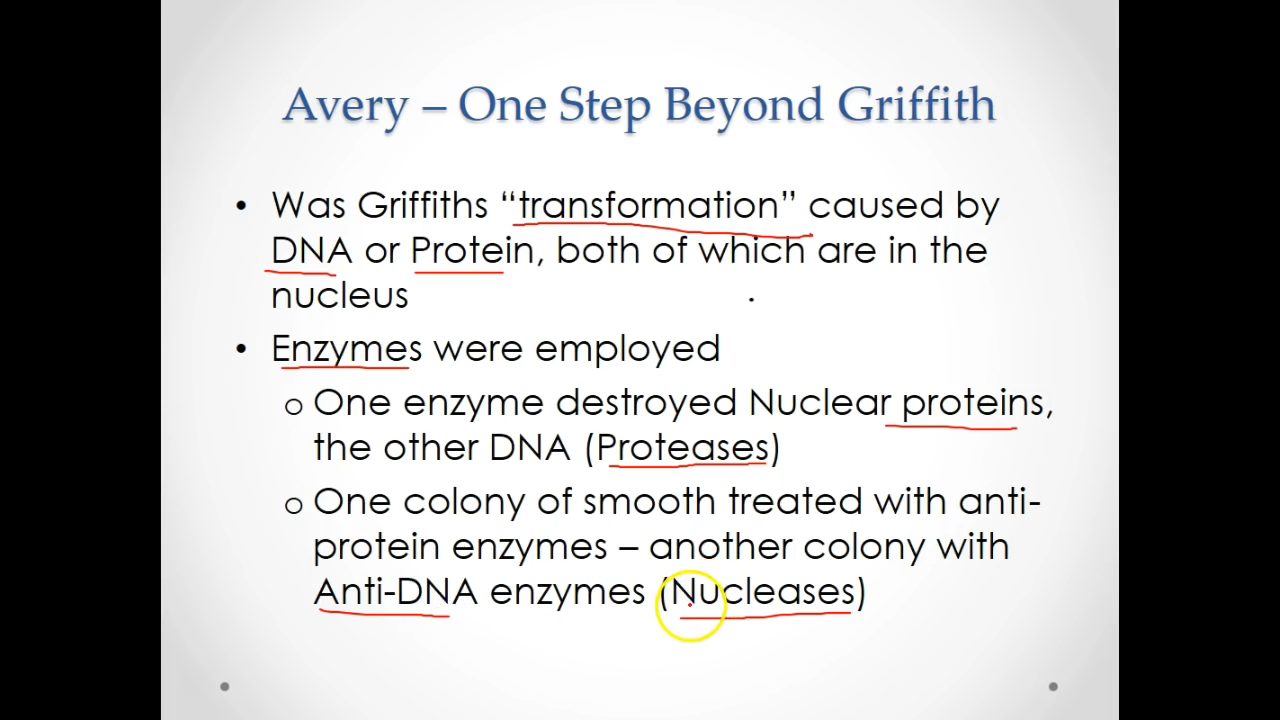 Avery – One Step Beyond Griffith
• Was Griffiths “transformation” caused by
DNA or Protein, both of which are in the
nucleus
• Enzymes were employed
o One enzyme destroyed Nuclear proteins,
the other DNA (Proteases)
o One colony of smooth treated with anti-
protein enzymes – another colony with
Anti-DNA enzymes (Nucleases)